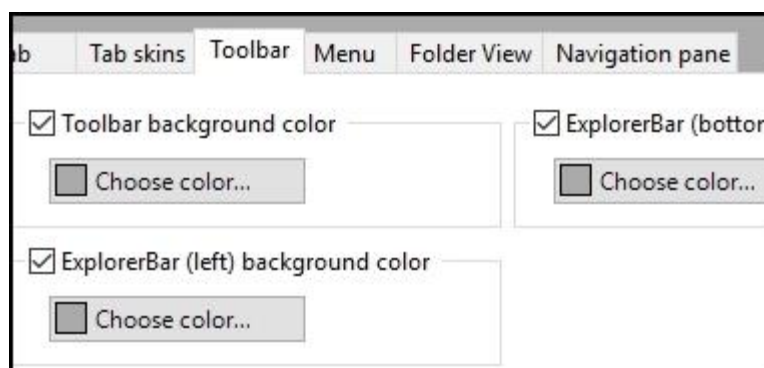 Tab skins Toolbar Menu Folder View Navigation pane
Toolbar background color
ExplorerBar
Choose color...
Choose color...
ExplorerBar (left) background color
Choose color...